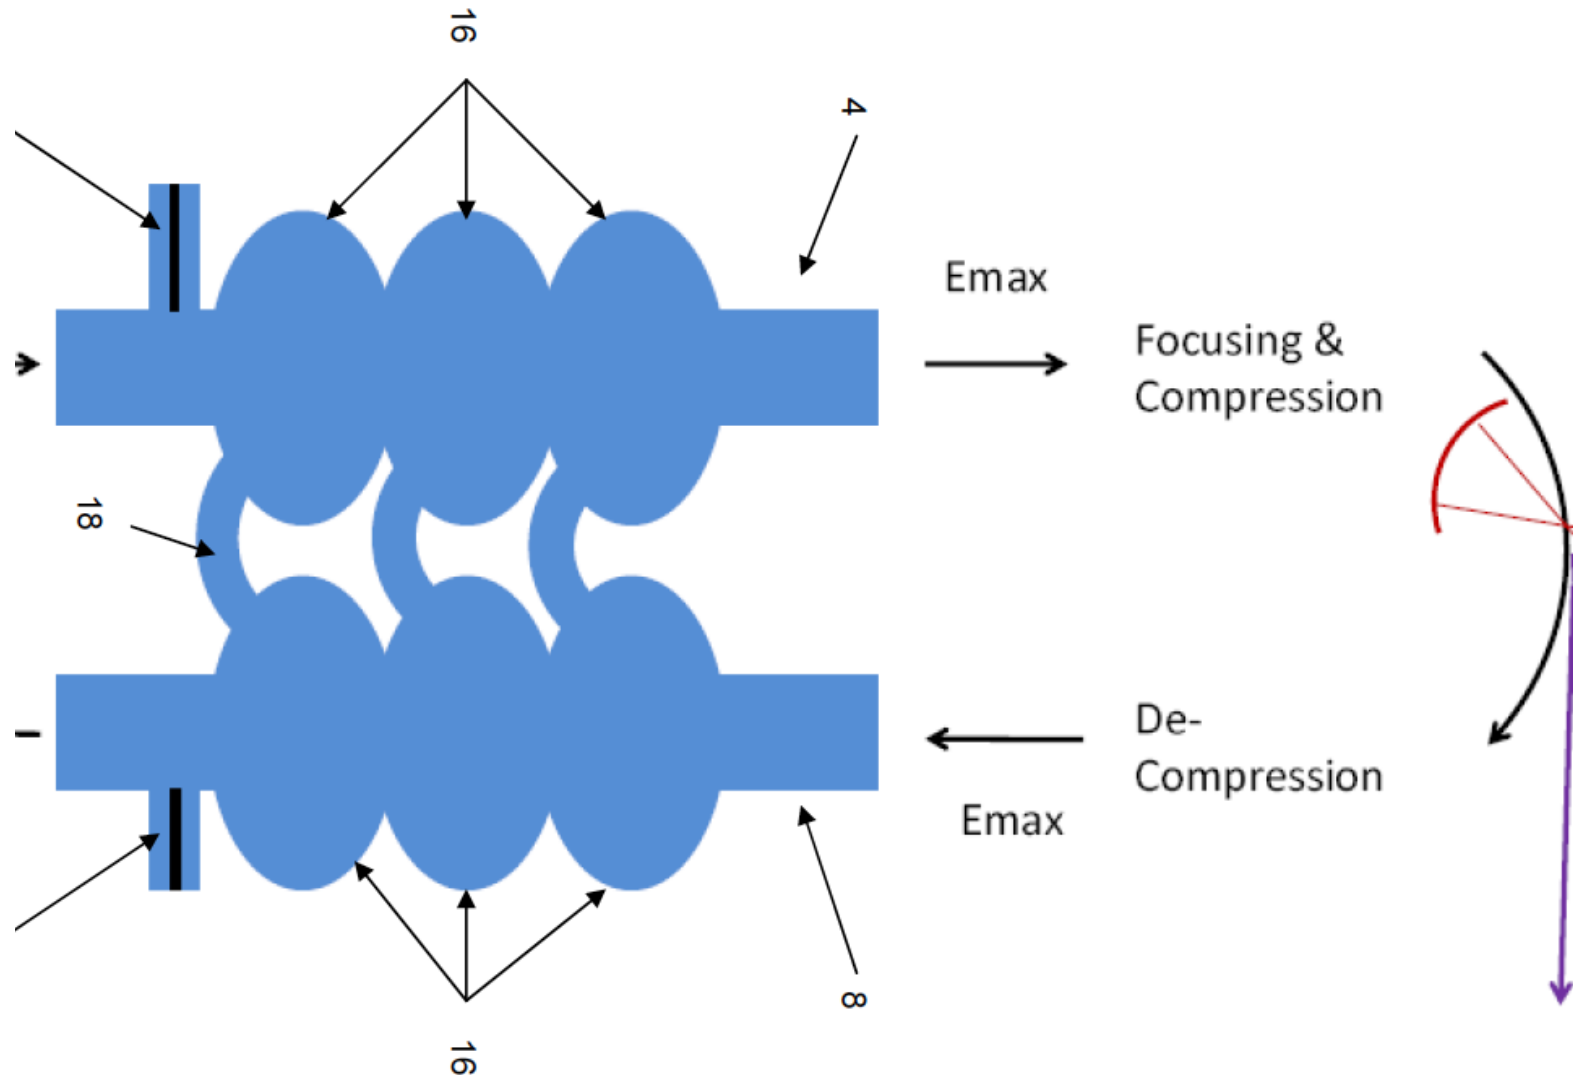 16
4
Emax
Focusing &
Compression
18
De-
Compression
Emax
8
16